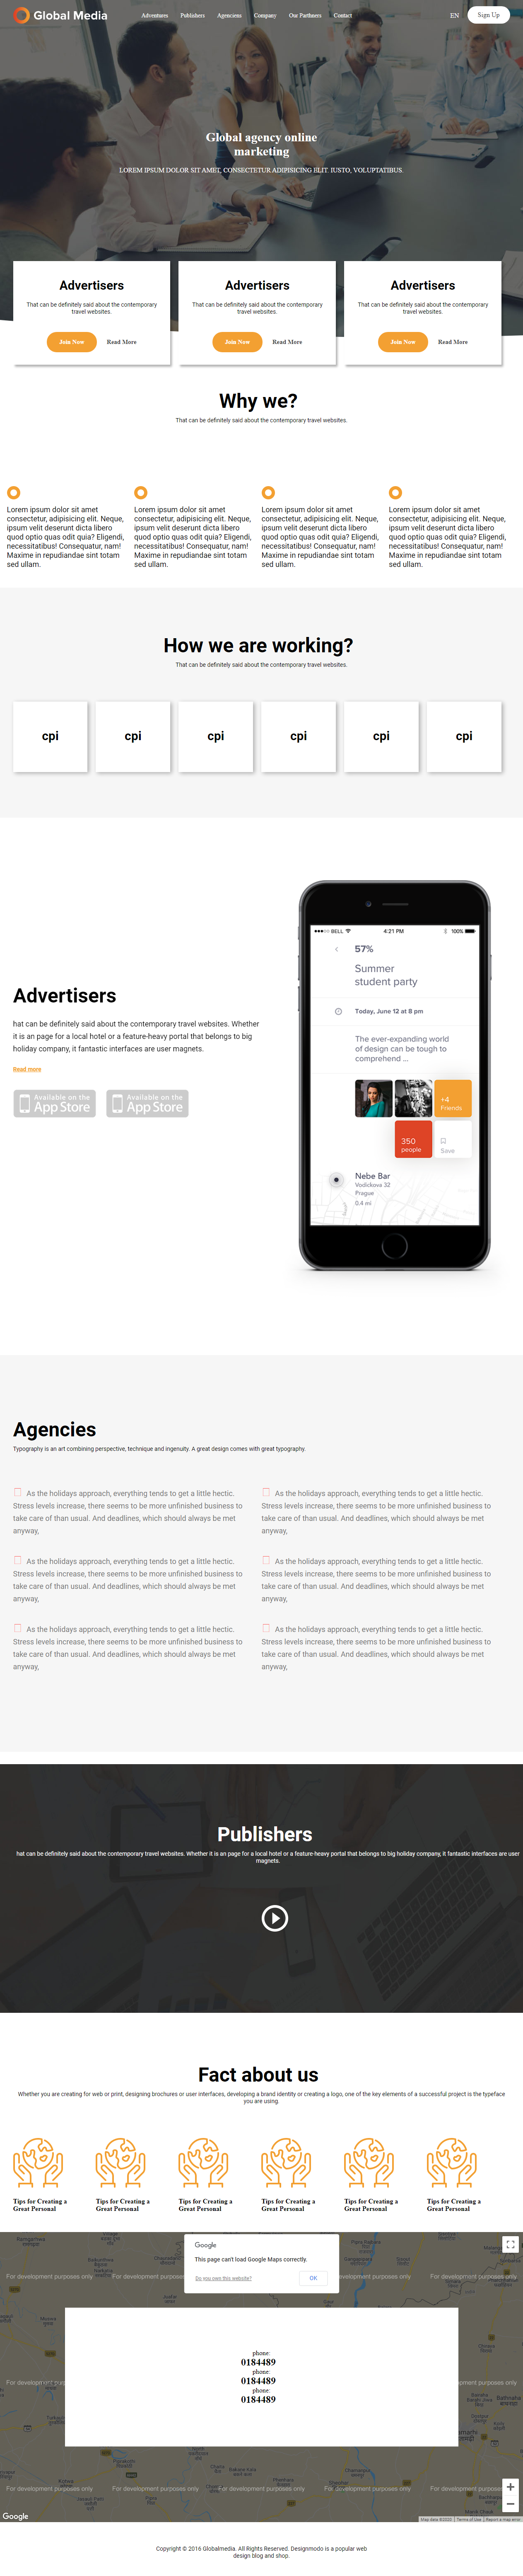 Global Media
Adventures Publishers Agenciens Company Our Parthners Contact
EN Sign Up
Global agency online
marketing
LOREM IPSUM DOLOR SIT AMET, CONSECTETUR ADIPISICING ELIT. IUSTO, VOLUPTATIBUS.
Advertisers
That can be definitely said about the contemporary
travel websites.
Join Now Read More
Advertisers
That can be definitely said about the contemporary
travel websites.
Join Now Read More
Advertisers
That can be definitely said about the contemporary
travel websites.
Join Now Read More
Why we?
That can be definitely said about the contemporary travel websites.
Lorem ipsum dolor sit amet
consectetur, adipisicing elit. Neque,
ipsum velit deserunt dicta libero
quod optio quas odit quia? Eligendi,
necessitatibus! Consequatur, nam!
Maxime in repudiandae sint totam
sed ullam.
Lorem ipsum dolor sit amet
consectetur, adipisicing elit. Neque,
ipsum velit deserunt dicta libero
quod optio quas odit quia? Eligendi,
necessitatibus! Consequatur, nam!
Maxime in repudiandae sint totam
sed ullam.
Lorem ipsum dolor sit amet
consectetur, adipisicing elit. Neque,
ipsum velit deserunt dicta libero
quod optio quas odit quia? Eligendi,
necessitatibus! Consequatur, nam!
Maxime in repudiandae sint totam
sed ullam.
Lorem ipsum dolor sit amet
consectetur, adipisicing elit. Neque,
ipsum velit deserunt dicta libero
quod optio quas odit quia? Eligendi,
necessitatibus! Consequatur, nam!
Maxime in repudiandae sint totam
sed ullam.
How we are working?
That can be definitely said about the contemporary travel websites.
cpi cpi cpi cpi cpi cpi
Advertisers
hat can be definitely said about the contemporary travel websites. Whether
it is an page for a local hotel or a feature-heavy portal that belongs to big
holiday company, it fantastic interfaces are user magnets.
Read more
Available on the
App Store
Available on the
App Store
BELL 4:21 PM 100%
57%
Summer
student party
Today, June 12 at 8 pm
The ever-expanding world
of design can be tough to
comprehend ...
+4
Friends
350
people
Save
Nebe Bar
Vodickova 32
Prague
0.4 mi
Agencies
Typography is an art combining perspective, technique and ingenuity. A great design comes with great typography.
As the holidays approach, everything tends to get a little hectic.
Stress levels increase, there seems to be more unfinished business to
take care of than usual. And deadlines, which should always be met
anyway,
As the holidays approach, everything tends to get a little hectic.
Stress levels increase, there seems to be more unfinished business to
take care of than usual. And deadlines, which should always be met
anyway,
As the holidays approach, everything tends to get a little hectic.
Stress levels increase, there seems to be more unfinished business to
take care of than usual. And deadlines, which should always be met
anyway,
As the holidays approach, everything tends to get a little hectic.
Stress levels increase, there seems to be more unfinished business to
take care of than usual. And deadlines, which should always be met
anyway,
As the holidays approach, everything tends to get a little hectic.
Stress levels increase, there seems to be more unfinished business to
take care of than usual. And deadlines, which should always be met
anyway,
As the holidays approach, everything tends to get a little hectic.
Stress levels increase, there seems to be more unfinished business to
take care of than usual. And deadlines, which should always be met
anyway,
Publishers
hat can be definitely said about the contemporary travel websites. Whether it is an page for a local hotel or a feature-heavy portal that belongs to big holiday company, it fantastic interfaces are user
magnets.
Fact about us
Whether you are creating for web or print, designing brochures or user interfaces, developing a brand identity or creating a logo, one of the key elements of a successful project is the typeface
you are using.
Tips for Creating a
Great Personal
Tips for Creating a
Great Personal
Tips for Creating a
Great Personal
Tips for Creating a
Great Personal
Tips for Creating a
Great Personal
Tips for Creating a
Great Personal
Google
This page can't load Google Maps correctly.
Do you own this website? OK
For development purposes only
phone:
0184489
phone:
0184489
phone:
0184489
For development purposes only For development purposes only For development purposes only For development purposes only
Google
Map data ©2020 Terms of Use Report a map error
Copyright © 2016 Globalmedia. All Rights Reserved. Designmodo is a popular web
design blog and shop.